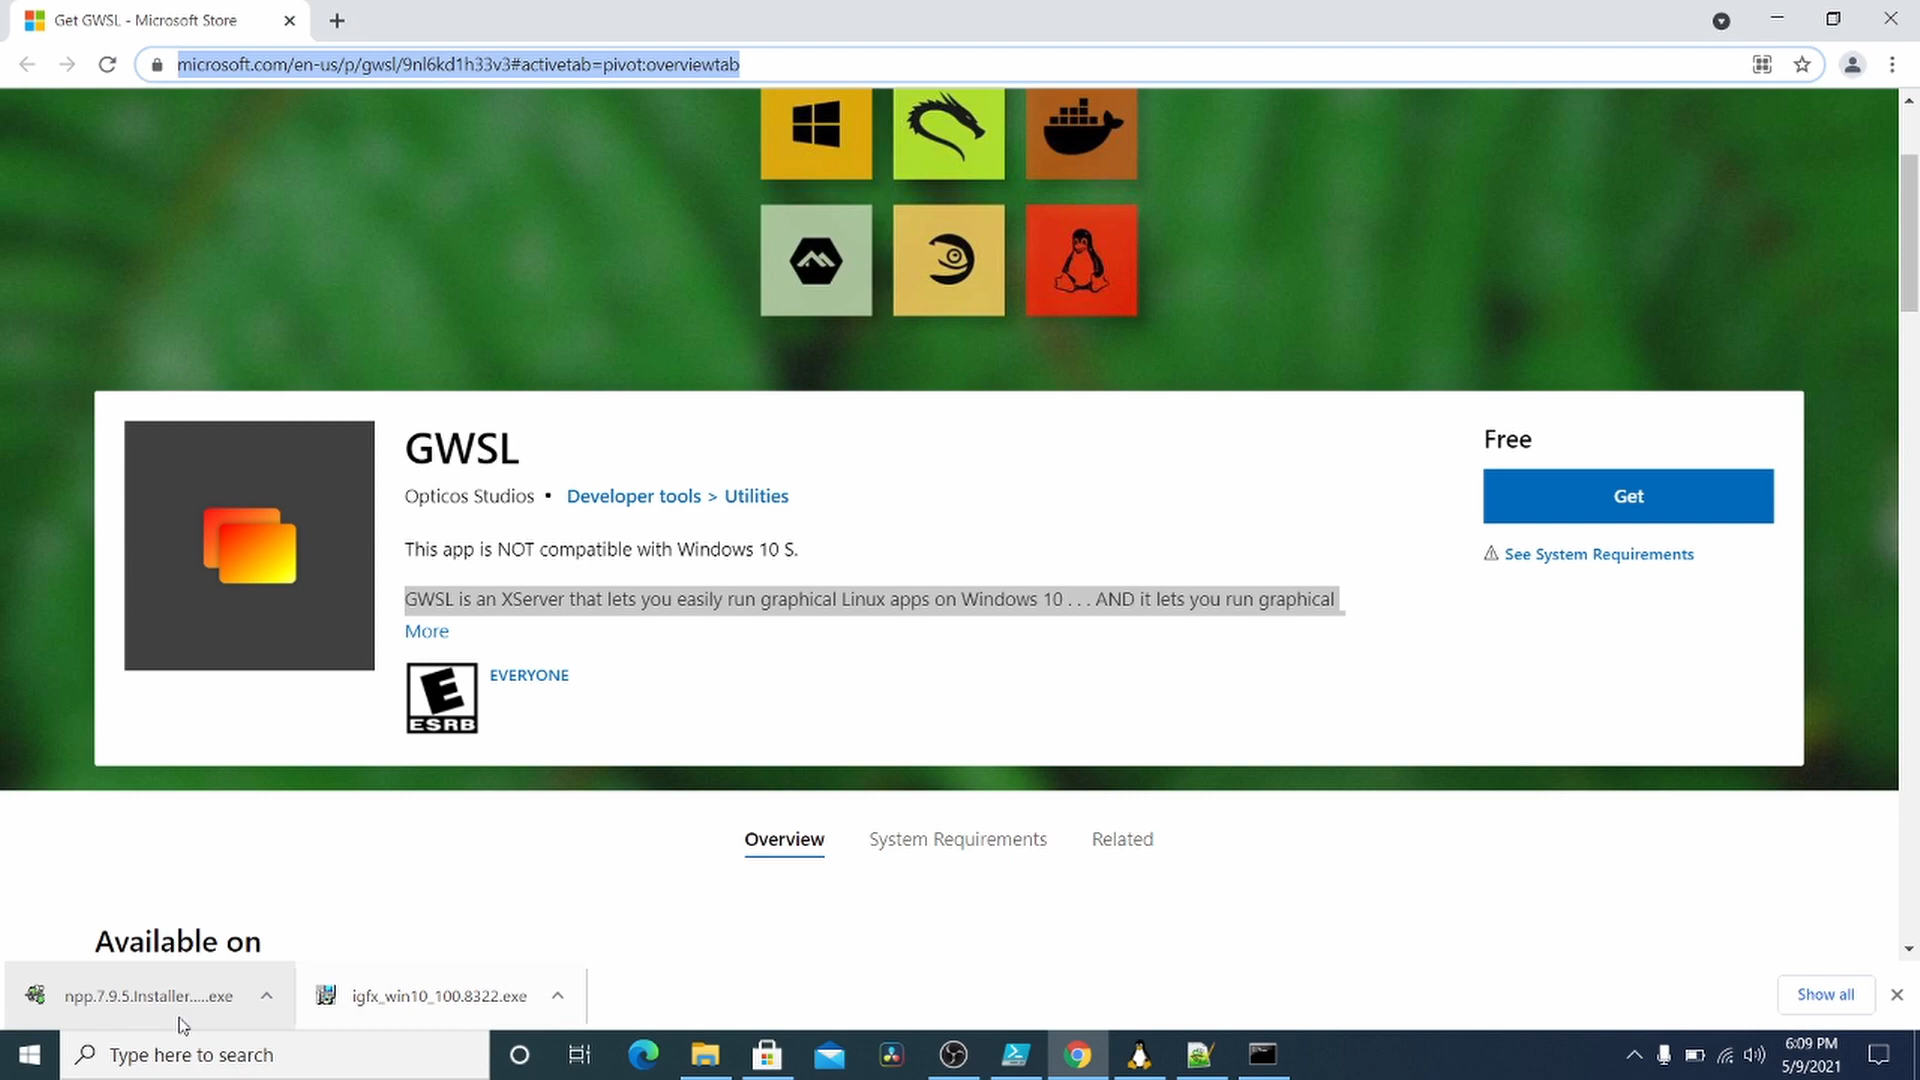 Get GWSL - Microsoft Store
microsoft.com/en-us/p/gwsl/9nl6kd1h33v3#activetab=pivot:overviewtab
GWSL
Opticos Studios • Developer tools > Utilities
This app is NOT compatible with Windows 10 S.
GWSL is an XServer that lets you easily run graphical Linux apps on Windows 10 . . . AND it lets you run graphical
More
E
ESRB
EVERYONE
Free
Get
See System Requirements
Overview
System Requirements
Related
Available on
npp.7.9.5.Installer.....exe
igfx_win10_100.8322.exe
Show all
Type here to search
6:09 PM
5/9/2021